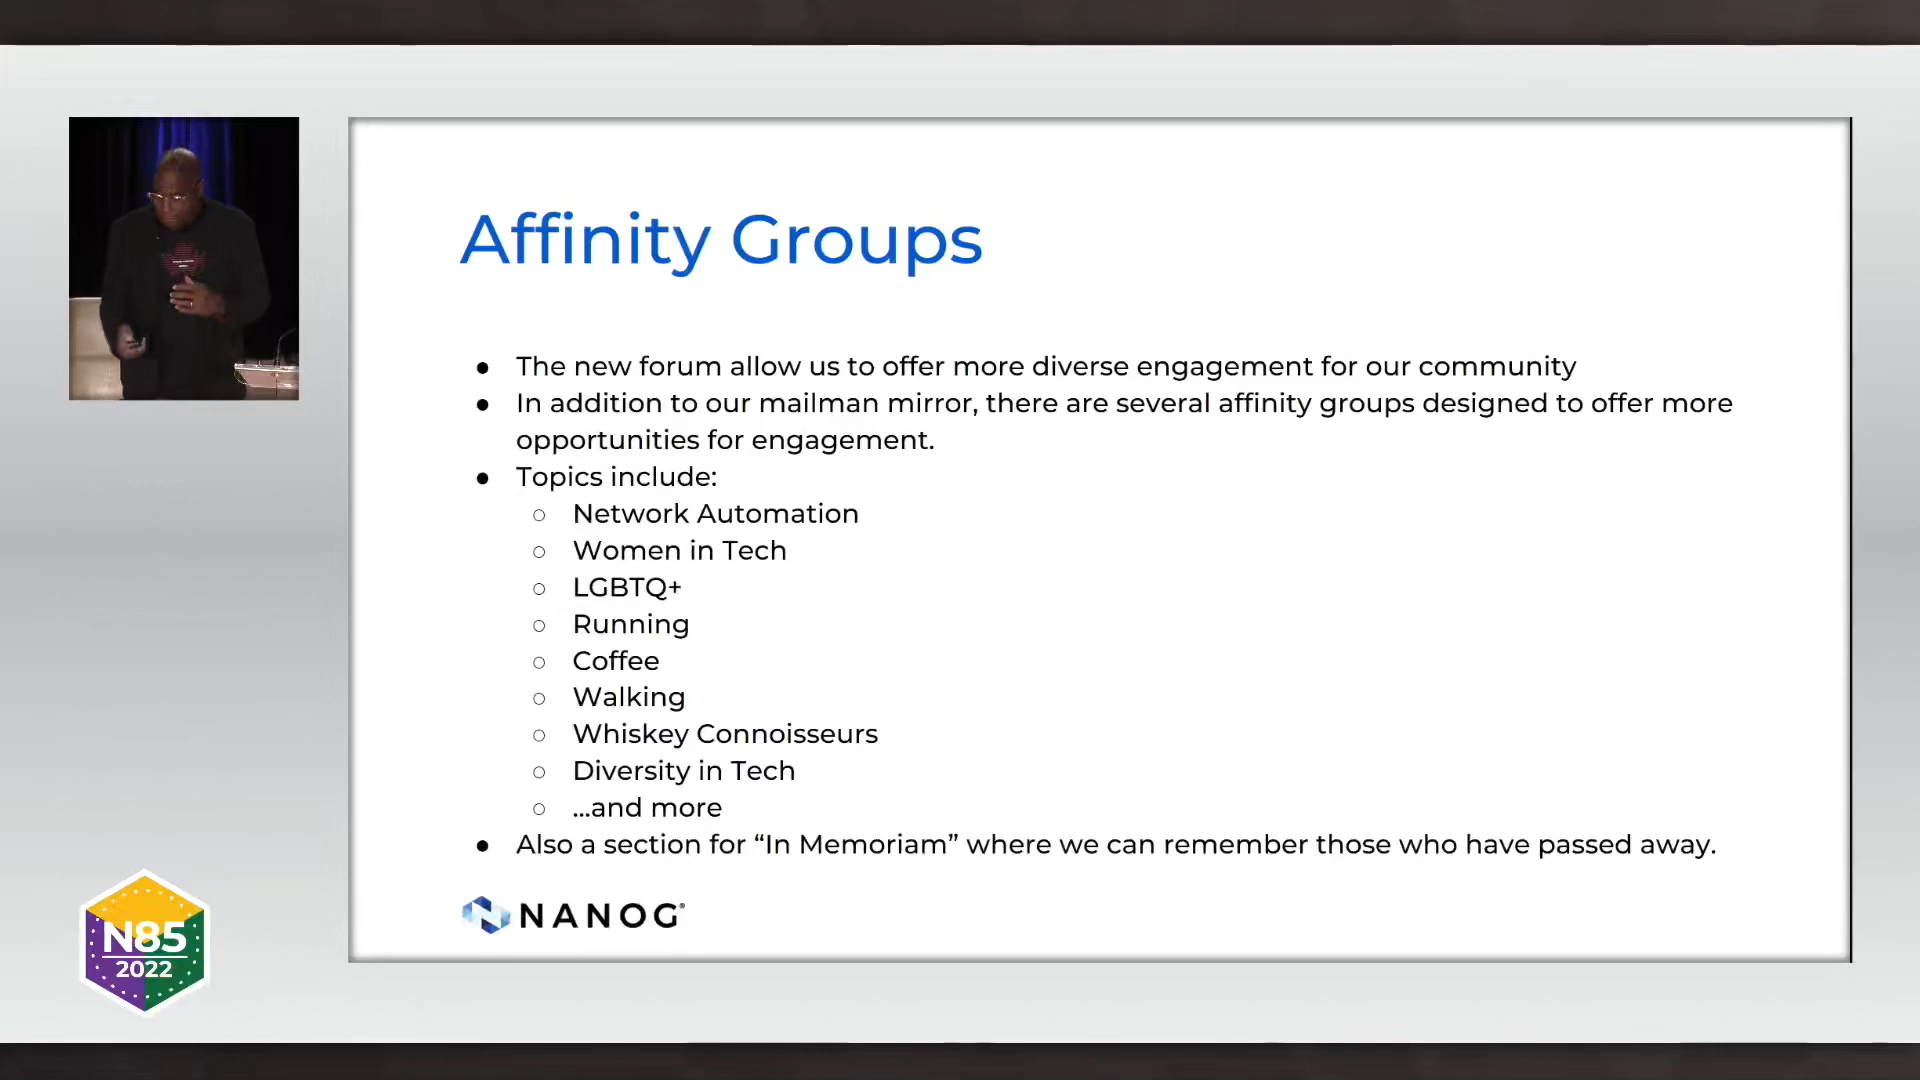 Affinity Groups
● The new forum allow us to offer more diverse engagement for our community
● In addition to our mailman mirror, there are several affinity groups designed to offer more
opportunities for engagement.
● Topics include:
○ Network Automation
○ Women in Tech
○ LGBTQ+
○ Running
○ Coffee
○ Walking
○ Whiskey Connoisseurs
○ Diversity in Tech
○ ...and more
● Also a section for “In Memoriam” where we can remember those who have passed away.
NANOG®
N85
2022